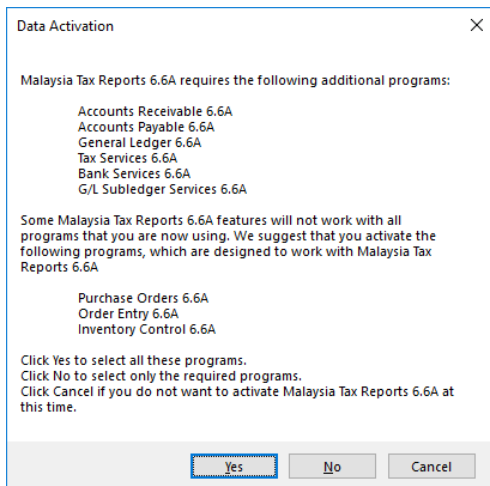 Data Activation
Malaysia Tax Reports 6.6A requires the following additional programs:
Accounts Receivable 6.6A
Accounts Payable 6.6A
General Ledger 6.6A
Tax Services 6.6A
Bank Services 6.6A
G/L Subledger Services 6.6A
Some Malaysia Tax Reports 6.6A features will not work with all
programs that you are now using. We suggest that you activate the
following programs, which are designed to work with Malaysia Tax
Reports 6.6A
Purchase Orders 6.6A
Order Entry 6.6A
Inventory Control 6.6A
Click Yes to select all these programs.
Click No to select only the required programs.
Click Cancel if you do not want to activate Malaysia Tax Reports 6.6A at
this time.
Yes No Cancel